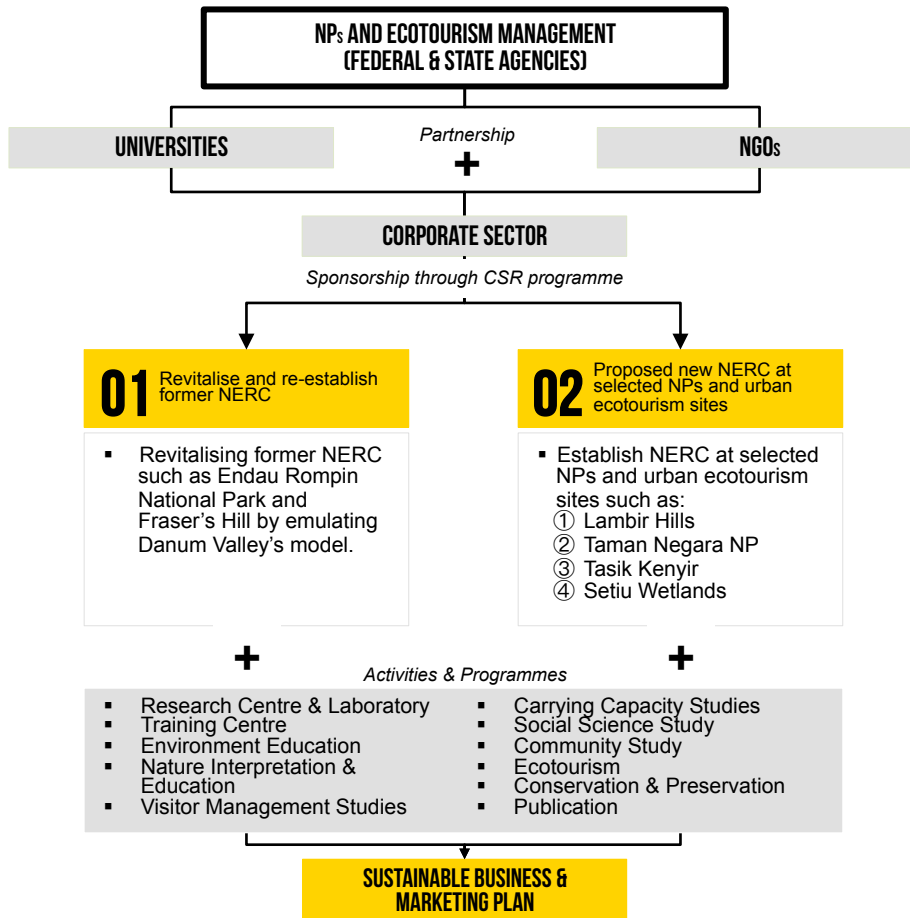 NPs AND ECOTOURISM MANAGEMENT
(FEDERAL & STATE AGENCIES)
UNIVERSITIES
Partnership
+
NGOs
CORPORATE SECTOR
Sponsorship through CSR programme
01
Revitalise and re-establish
former NERC
▪ Revitalising former NERC
such as Endau Rompin
National Park and
Fraser's Hill by emulating
Danum Valley's model.
02
Proposed new NERC at
selected NPs and urban
ecotourism sites
▪ Establish NERC at selected
NPs and urban ecotourism
sites such as:
① Lambir Hills
② Taman Negara NP
③ Tasik Kenyir
④ Setiu Wetlands
+
+
Activities & Programmes
▪ Research Centre & Laboratory
▪ Training Centre
▪ Environment Education
▪ Nature Interpretation &
Education
▪ Visitor Management Studies
▪ Carrying Capacity Studies
▪ Social Science Study
▪ Community Study
▪ Ecotourism
▪ Conservation & Preservation
▪ Publication
SUSTAINABLE BUSINESS &
MARKETING PLAN